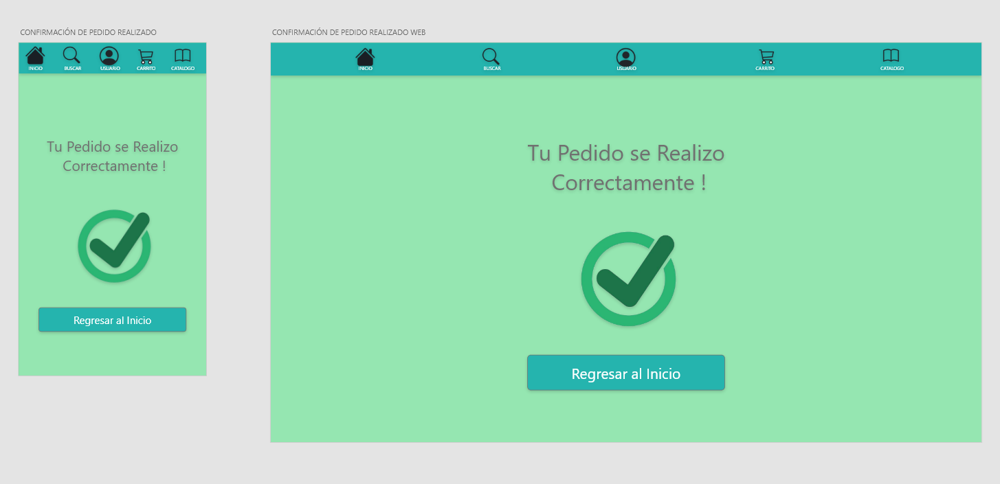 CONFIRMACIÓN DE PEDIDO REALIZADO
INICIO BUSCAR USUARIO CARRITO CATALOGO
Tu Pedido se Realizo
Correctamente !
Regresar al Inicio
CONFIRMACIÓN DE PEDIDO REALIZADO WEB
INICIO BUSCAR USUARIO CARRITO CATALOGO
Tu Pedido se Realizo
Correctamente !
Regresar al Inicio